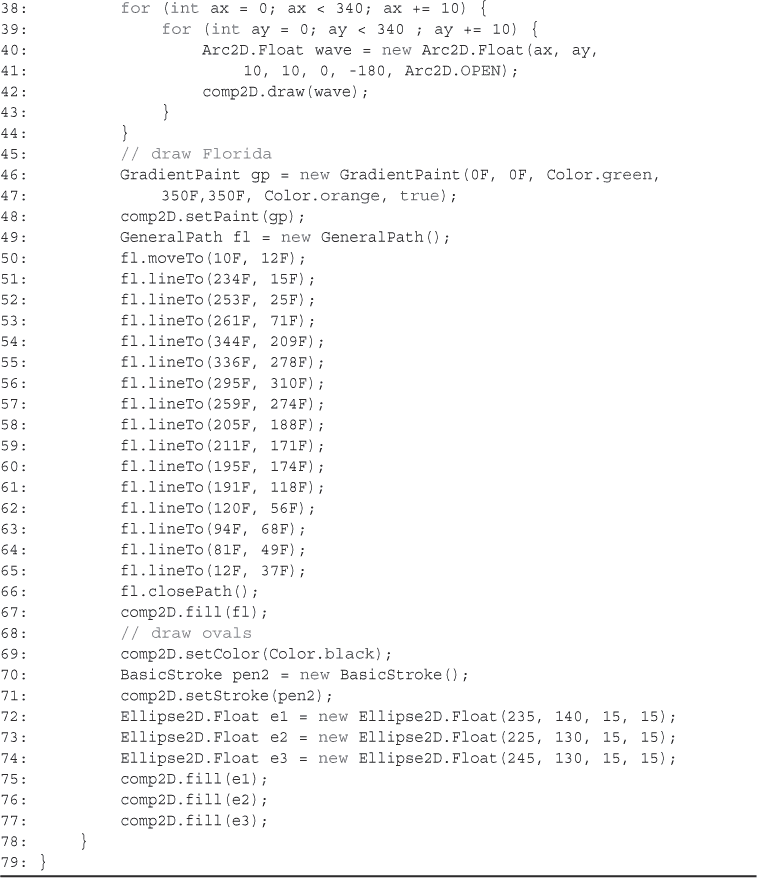 38:         for (int ax = 0; ax < 340; ax += 10) {
39:             for (int ay = 0; ay < 340 ; ay += 10) {
40:                 Arc2D.Float wave = new Arc2D.Float(ax, ay,
41:                     10, 10, 0, -180, Arc2D.OPEN);
42:                 comp2D.draw(wave);
43:             }
44:         }
45:         // draw Florida
46:         GradientPaint gp = new GradientPaint(0F, 0F, Color.green,
47:             350F,350F, Color.orange, true);
48:         comp2D.setPaint(gp);
49:         GeneralPath fl = new GeneralPath();
50:         fl.moveTo(10F, 12F);
51:         fl.lineTo(234F, 15F);
52:         fl.lineTo(253F, 25F);
53:         fl.lineTo(261F, 71F);
54:         fl.lineTo(344F, 209F);
55:         fl.lineTo(336F, 278F);
56:         fl.lineTo(295F, 310F);
57:         fl.lineTo(259F, 274F);
58:         fl.lineTo(205F, 188F);
59:         fl.lineTo(211F, 171F);
60:         fl.lineTo(195F, 174F);
61:         fl.lineTo(191F, 118F);
62:         fl.lineTo(120F, 56F);
63:         fl.lineTo(94F, 68F);
64:         fl.lineTo(81F, 49F);
65:         fl.lineTo(12F, 37F);
66:         fl.closePath();
67:         comp2D.fill(fl);
68:         // draw ovals
69:         comp2D.setColor(Color.black);
70:         BasicStroke pen2 = new BasicStroke();
71:         comp2D.setStroke(pen2);
72:         Ellipse2D.Float e1 = new Ellipse2D.Float(235, 140, 15, 15);
73:         Ellipse2D.Float e2 = new Ellipse2D.Float(225, 130, 15, 15);
74:         Ellipse2D.Float e3 = new Ellipse2D.Float(245, 130, 15, 15);
75:         comp2D.fill(e1);
76:         comp2D.fill(e2);
77:         comp2D.fill(e3);
78:     }
79: }